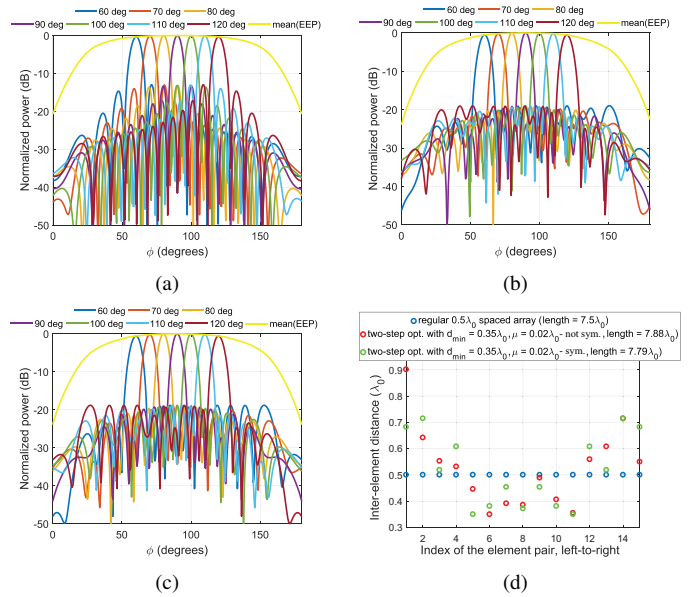 60 deg 70 deg 80 deg
90 deg 100 deg 110 deg 120 deg mean(EEP)
Normalized power (dB)
0
-10
-20
-30
-40
-50
0 50 100 150
ϕ (degrees)
(a)
60 deg 70 deg 80 deg
90 deg 100 deg 110 deg 120 deg mean(EEP)
Normalized power (dB)
0
-10
-20
-30
-40
-50
0 50 100 150
ϕ (degrees)
(b)
60 deg 70 deg 80 deg
90 deg 100 deg 110 deg 120 deg mean(EEP)
Normalized power (dB)
0
-10
-20
-30
-40
-50
0 50 100 150
ϕ (degrees)
(c)
regular 0.5λ0 spaced array (length = 7.5λ0)
two-step opt. with dmin = 0.35λ0, μ = 0.02λ0- not sym., length = 7.88λ0)
two-step opt. with dmin = 0.35λ0, μ = 0.02λ0- sym., length = 7.79λ0)
Inter-element distance (λ0)
0.9
0.8
0.7
0.6
0.5
0.4
0.3
2 4 6 8 10 12 14
Index of the element pair, left-to-right
(d)